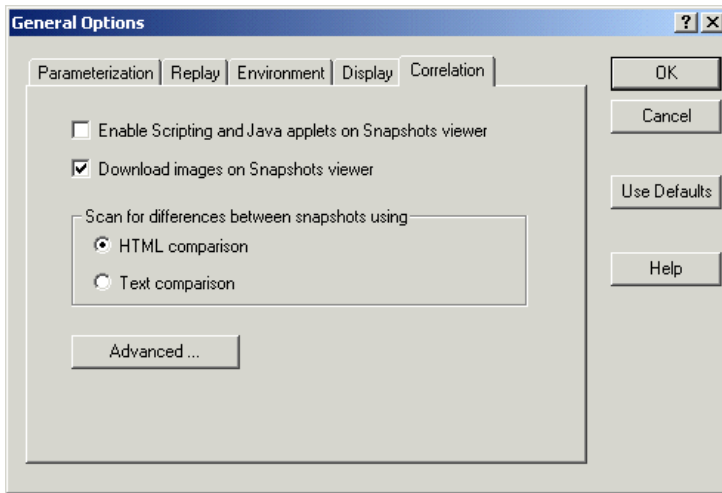 General Options
Parameterization Replay Environment Display Correlation
Enable Scripting and Java applets on Snapshots viewer
Download images on Snapshots viewer
Scan for differences between snapshots using
HTML comparison
Text comparison
Advanced ...
OK
Cancel
Use Defaults
Help